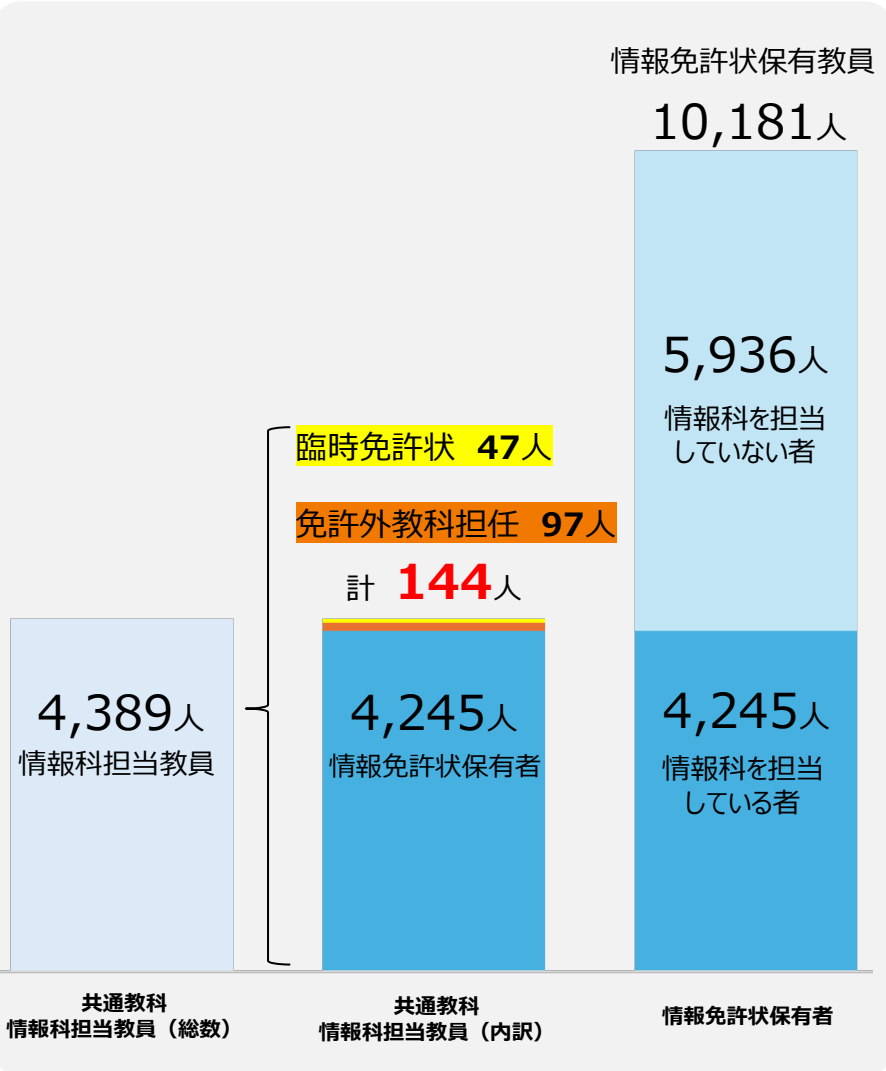 情報免許状保有教員
10,181人
5,936人
情報科を担当
していない者
臨時免許状 47人
免許外教科担任 97人
計 144人
4,389人
情報科担当教員
4,245人
情報免許状保有者
4,245人
情報科を担当
している者
共通教科
情報科担当教員（総数）
共通教科
情報科担当教員（内訳）
情報免許状保有者